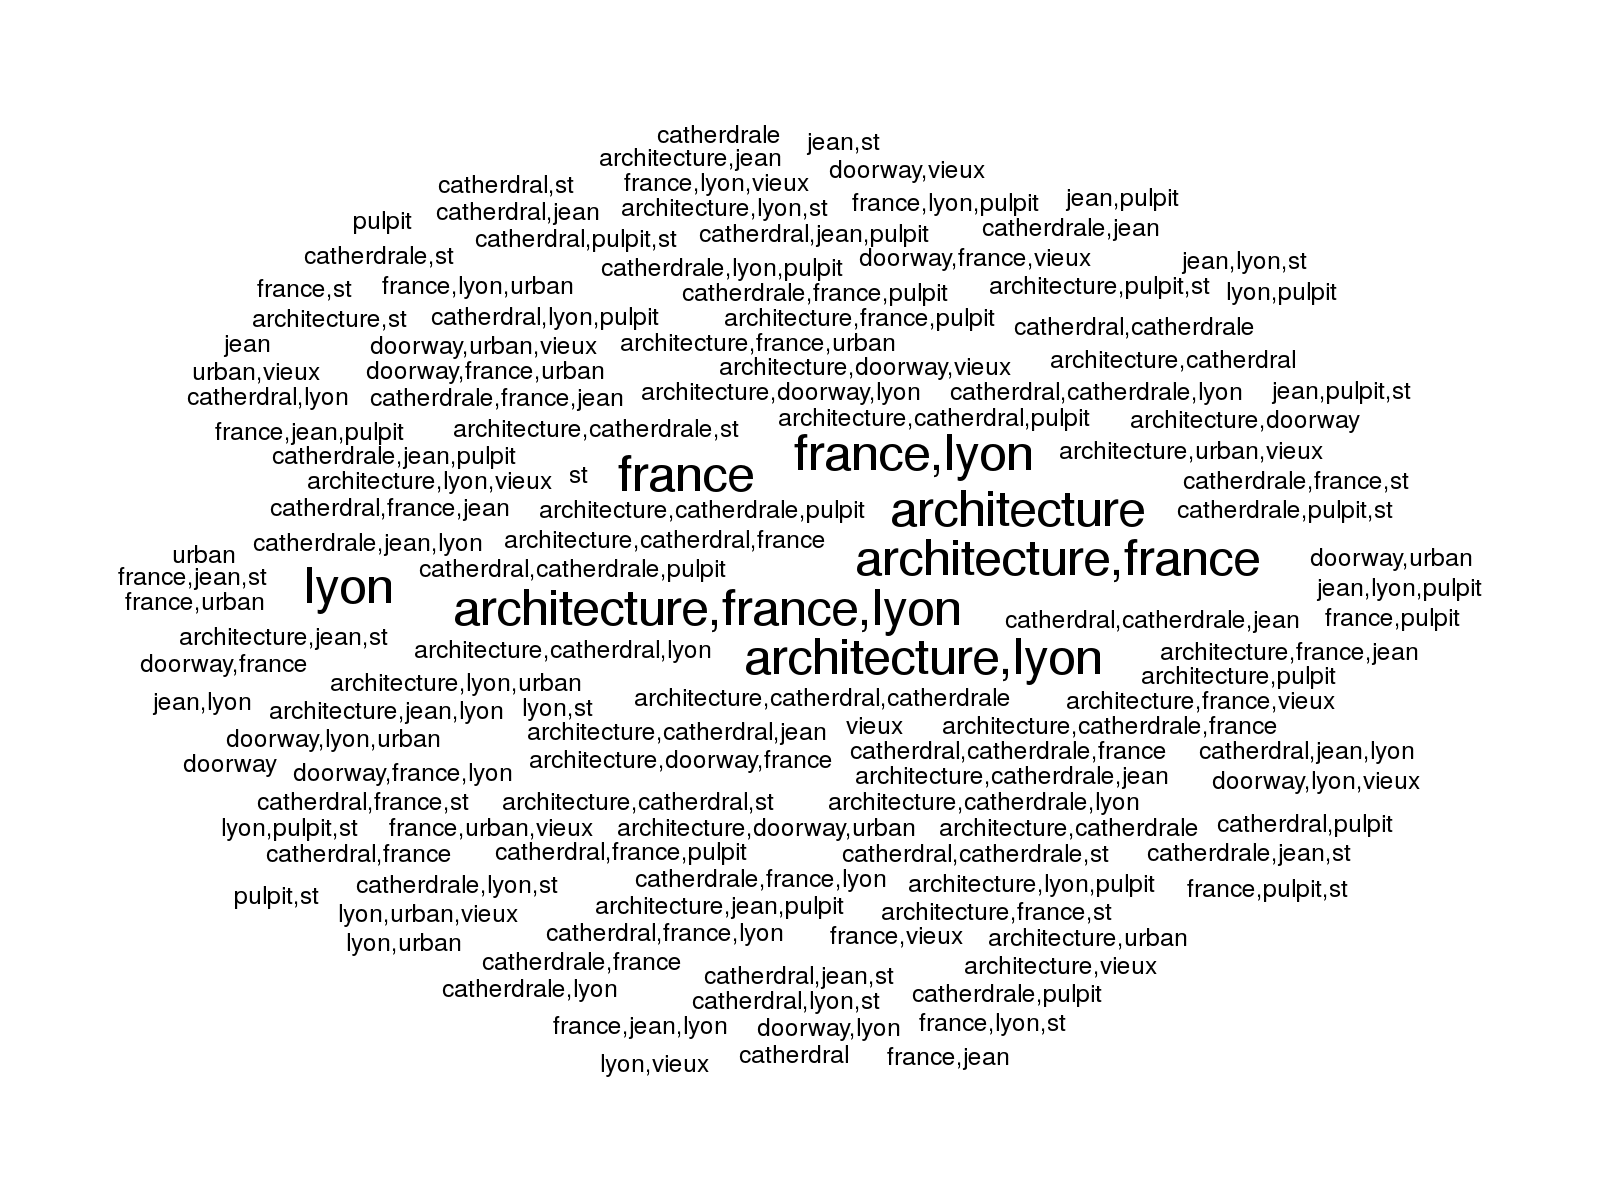 catherdrale jean,st
architecture,jean
doorway,vieux
catherdral,st france,lyon,vieux
pulpit catherdral,jean architecture,lyon,st france,lyon,pulpit jean,pulpit
catherdral,pulpit,st catherdral,jean,pulpit catherdrale,jean
catherdrale,st catherdrale,lyon,pulpit doorway,france,vieux jean,lyon,st
france,st france,lyon,urban catherdrale,france,pulpit architecture,pulpit,st lyon,pulpit
architecture,st catherdral,lyon,pulpit architecture,france,pulpit catherdral,catherdrale
jean doorway,urban,vieux architecture,france,urban
urban,vieux doorway,france,urban architecture,doorway,vieux architecture,catherdral
catherdral,lyon catherdrale,france,jean architecture,doorway,lyon catherdral,catherdrale,lyon jean,pulpit,st
france,jean,pulpit architecture,catherdrale,st architecture,catherdral,pulpit architecture,doorway
catherdrale,jean,pulpit france,lyon architecture,urban,vieux
architecture,lyon,vieux st france catherdrale,france,st
catherdral,france,jean architecture,catherdrale,pulpit architecture catherdrale,pulpit,st
catherdrale,jean,lyon architecture,catherdral,france
urban architecture,france doorway,urban
france,jean,st lyon catherdral,catherdrale,pulpit jean,lyon,pulpit
france,urban architecture,france,lyon catherdral,catherdrale,jean france,pulpit
architecture,jean,st architecture,catherdral,lyon architecture,lyon architecture,france,jean
doorway,france architecture,lyon,urban architecture,pulpit
jean,lyon architecture,jean,lyon lyon,st architecture,catherdral,catherdrale architecture,france,vieux
doorway,lyon,urban architecture,catherdral,jean vieux architecture,catherdrale,france
doorway doorway,france,lyon architecture,doorway,france catherdral,catherdrale,france catherdral,jean,lyon
architecture,catherdrale,jean doorway,lyon,vieux
catherdral,france,st architecture,catherdral,st architecture,catherdrale,lyon
lyon,pulpit,st france,urban,vieux architecture,doorway,urban architecture,catherdrale catherdral,pulpit
catherdral,france catherdral,france,pulpit catherdral,catherdrale,st catherdrale,jean,st
pulpit,st catherdrale,lyon,st catherdrale,france,lyon architecture,lyon,pulpit france,pulpit,st
lyon,urban,vieux architecture,jean,pulpit architecture,france,st
lyon,urban catherdral,france,lyon france,vieux architecture,urban
catherdrale,france catherdral,jean,st architecture,vieux
catherdrale,lyon catherdral,lyon,st catherdrale,pulpit
france,jean,lyon doorway,lyon france,lyon,st
lyon,vieux catherdral france,jean